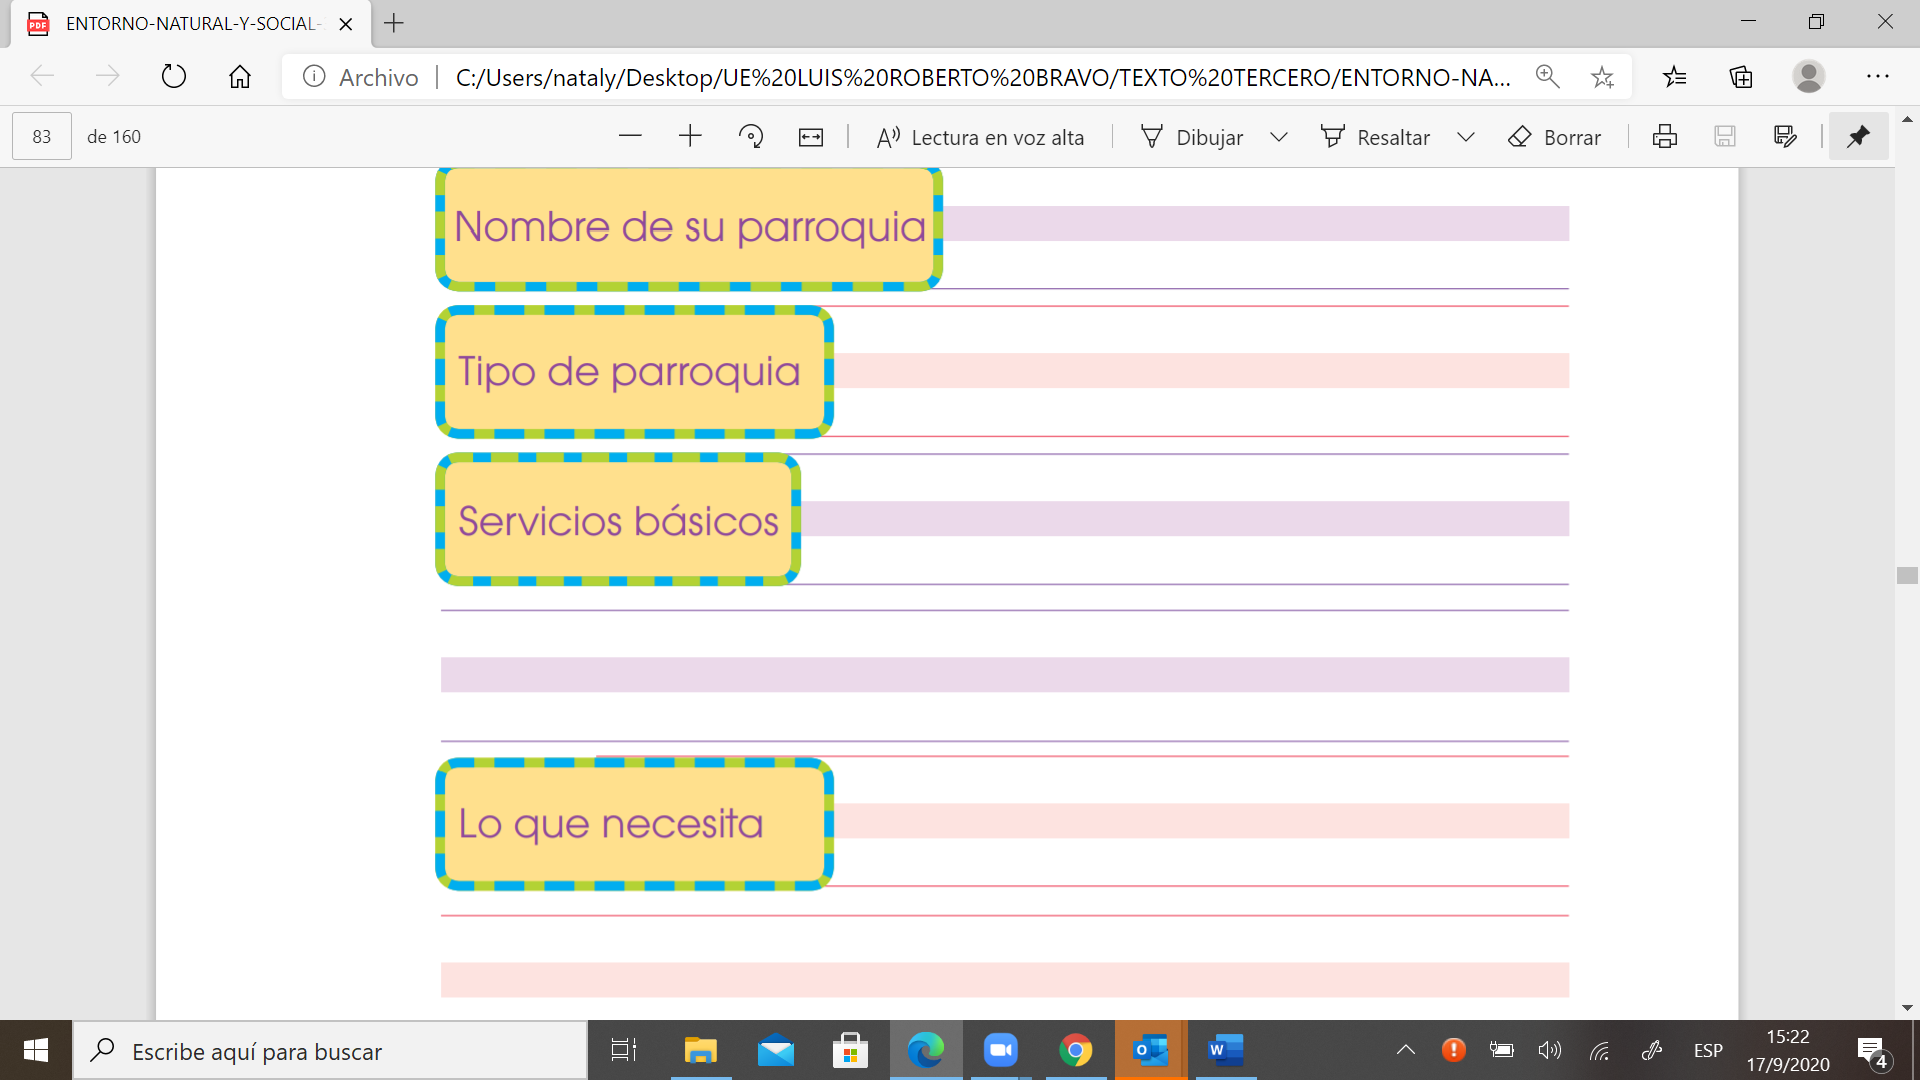 ENTORNO-NATURAL-Y-SOCIAL-
Archivo
C:/Users/nataly/Desktop/UE%20LUIS%20ROBERTO%20BRAVO/TEXTO%20TERCERO/ENTORNO-NA...
83 de 160
Lectura en voz alta
Dibujar
Resaltar
Borrar
Nombre de su parroquia
Tipo de parroquia
Servicios básicos
Lo que necesita
Escribe aquí para buscar
ESP
15:22
17/9/2020
4